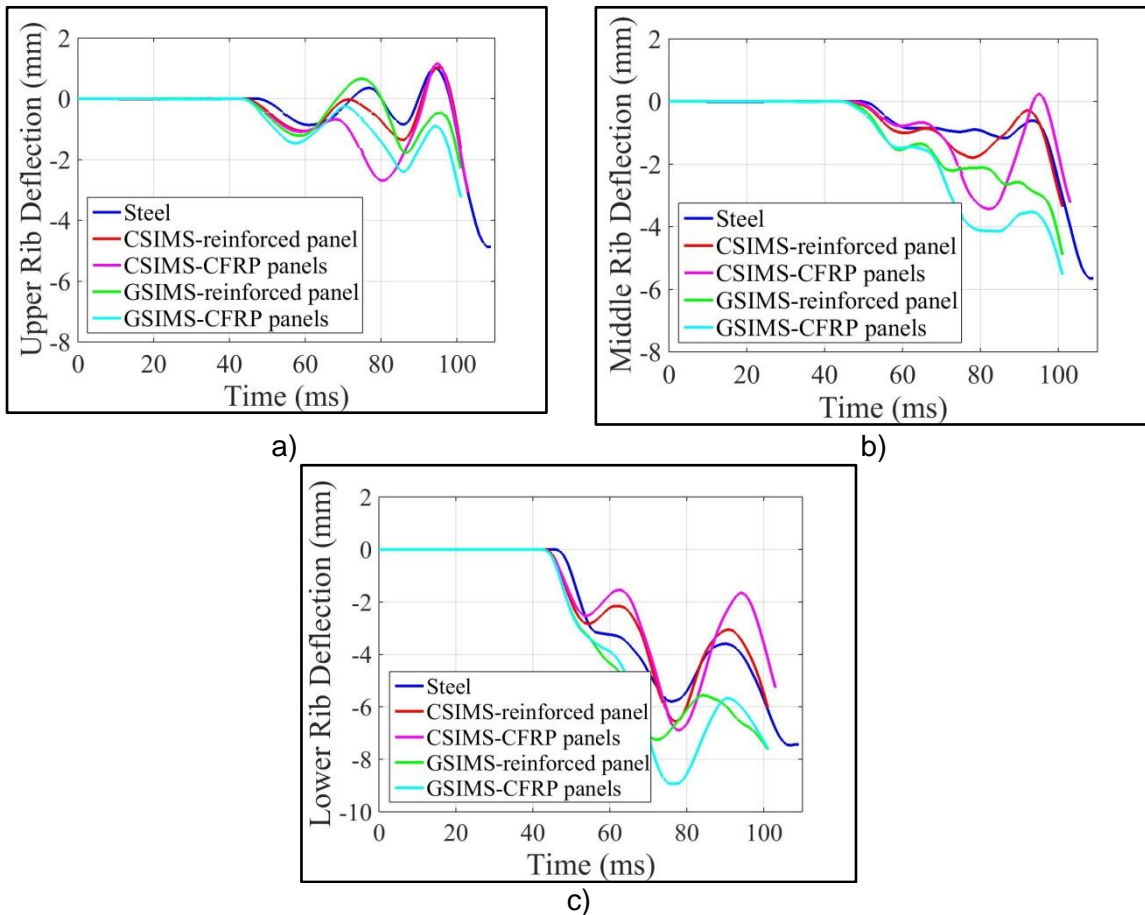 Upper Rib Deflection (mm)
2
0
-2
-4
-6
-8
Steel
CSIMS-reinforced panel
CSIMS-CFRP panels
GSIMS-reinforced panel
GSIMS-CFRP panels
0 20 40 60 80 100
Time (ms)
a)
Middle Rib Deflection (mm)
2
0
-2
-4
-6
-8
Steel
CSIMS-reinforced panel
CSIMS-CFRP panels
GSIMS-reinforced panel
GSIMS-CFRP panels
0 20 40 60 80 100
Time (ms)
b)
Lower Rib Deflection (mm)
2
0
-2
-4
-6
-8
-10
Steel
CSIMS-reinforced panel
CSIMS-CFRP panels
GSIMS-reinforced panel
GSIMS-CFRP panels
0 20 40 60 80 100
Time (ms)
c)